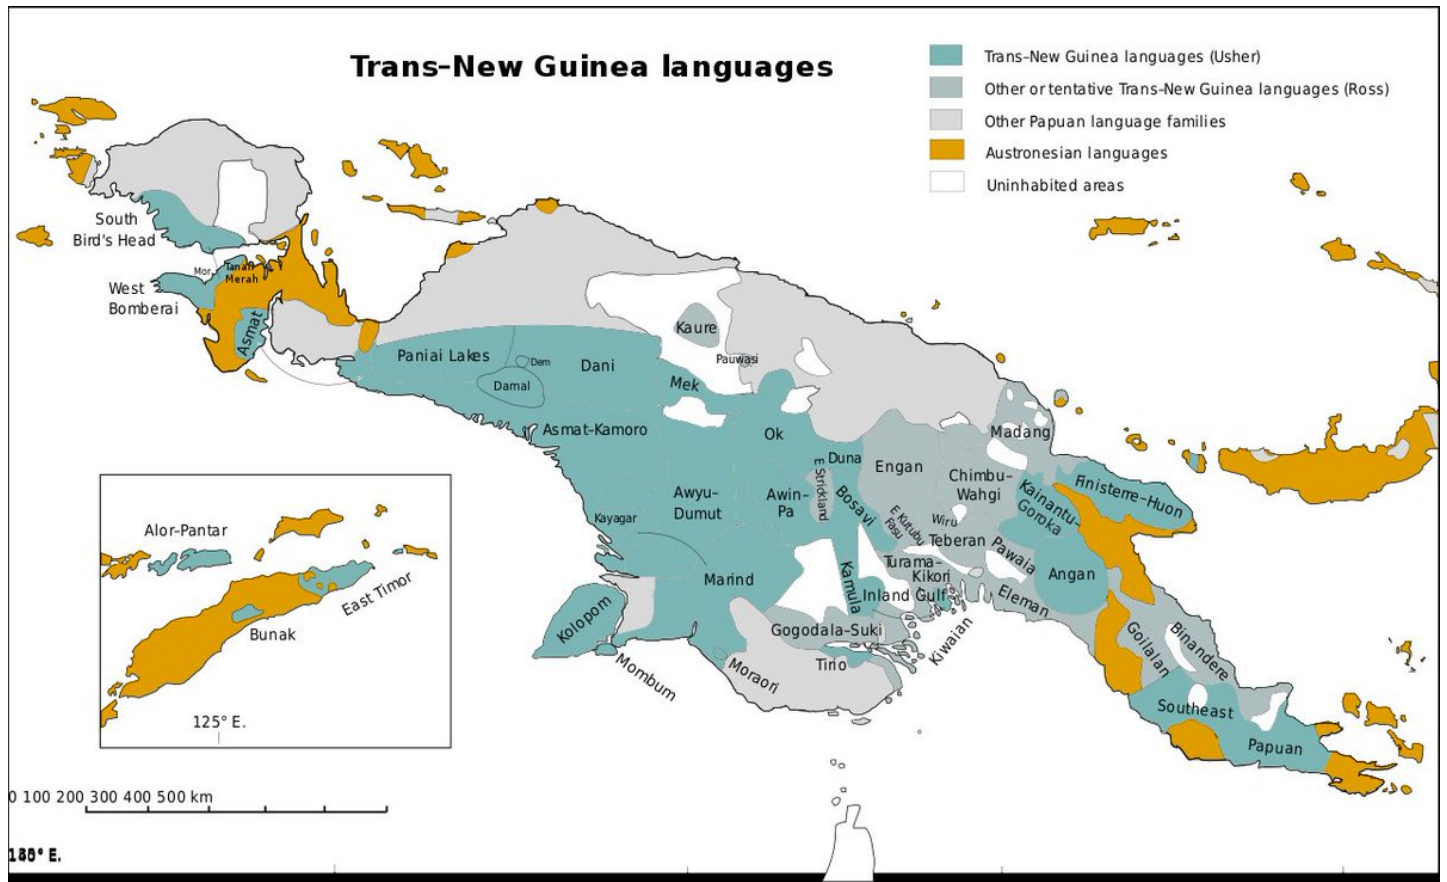 Trans–New Guinea languages
Trans–New Guinea languages (Usher)
Other or tentative Trans–New Guinea languages (Ross)
Other Papuan language families
Austronesian languages
Uninhabited areas
South
Bird's Head
Mor
Tanah
Merah
West
Bomberai
Asmat
Paniai Lakes
Dem
Damal
Dani
Kaure
Pauwasi
Mek
Asmat–Kamoro
Ok
Madang
Duna
Engan
E Strickland
Bosavi
Chimbu–
Wahgi
Finisterre–Huon
Kainantu–
Goroka
Awyu–
Dumut
Awin–
Pa
Kayagar
E Kutubu
Fasu
Wiru
Teberan
Pawaia
Angan
Marind
Kamula
Turama–
Kikori
Inland Gulf
Eleman
Kolopom
Gogodala–Suki
Kiwaian
Tirio
Moraori
Mombum
Goilalan
Binandere
Southeast
Papuan
Alor–Pantar
East Timor
Bunak
125° E.
0 100 200 300 400 500 km